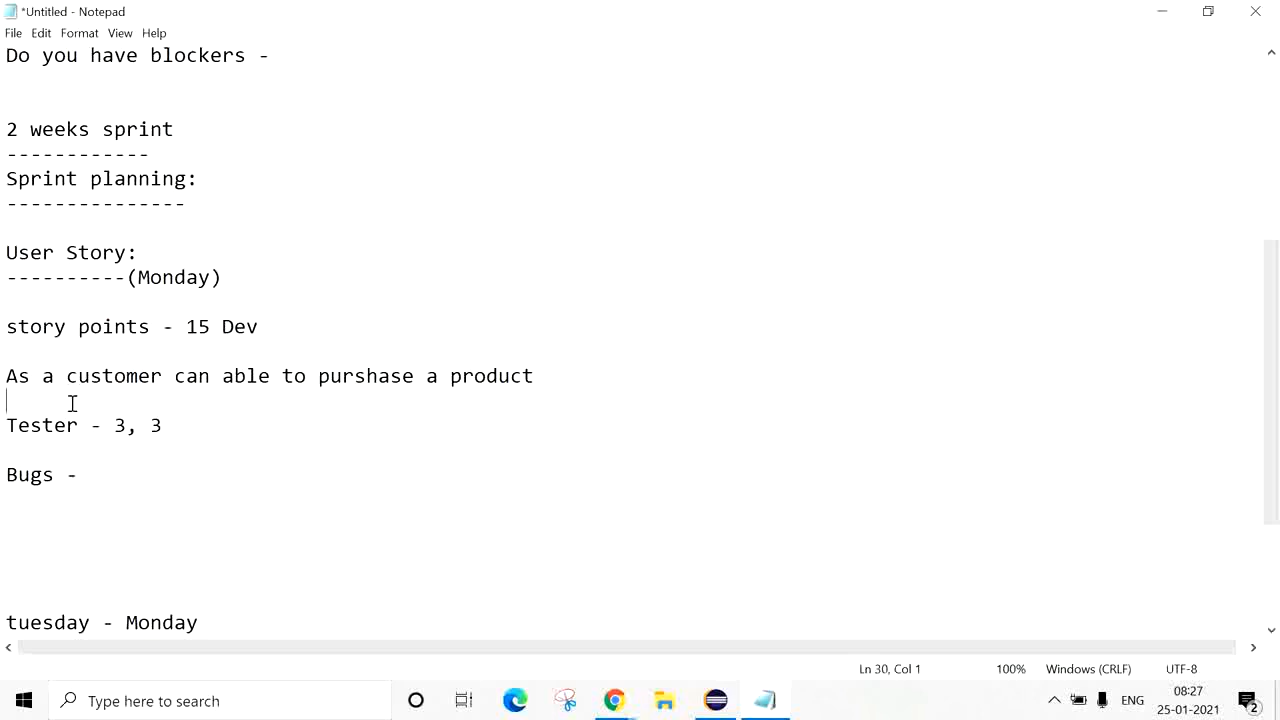 *Untitled - Notepad
File Edit Format View Help
Do you have blockers -
2 weeks sprint
------------
Sprint planning:
---------------
User Story:
----------(Monday)
story points - 15 Dev
As a customer can able to purshase a product
Tester - 3, 3
Bugs -
tuesday - Monday
Ln 30, Col 1 100% Windows (CRLF) UTF-8
Type here to search
ENG
08:27
25-01-2021
2